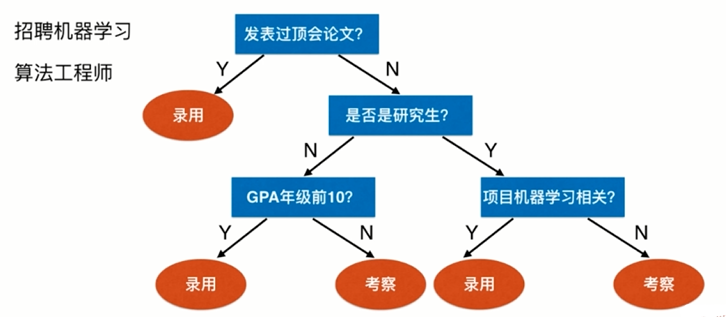 招聘机器学习
算法工程师
发表过顶会论文？
Y
N
录用
是否是研究生？
N
Y
GPA年级前10？
项目机器学习相关？
Y
N
Y
N
录用
考察
录用
考察